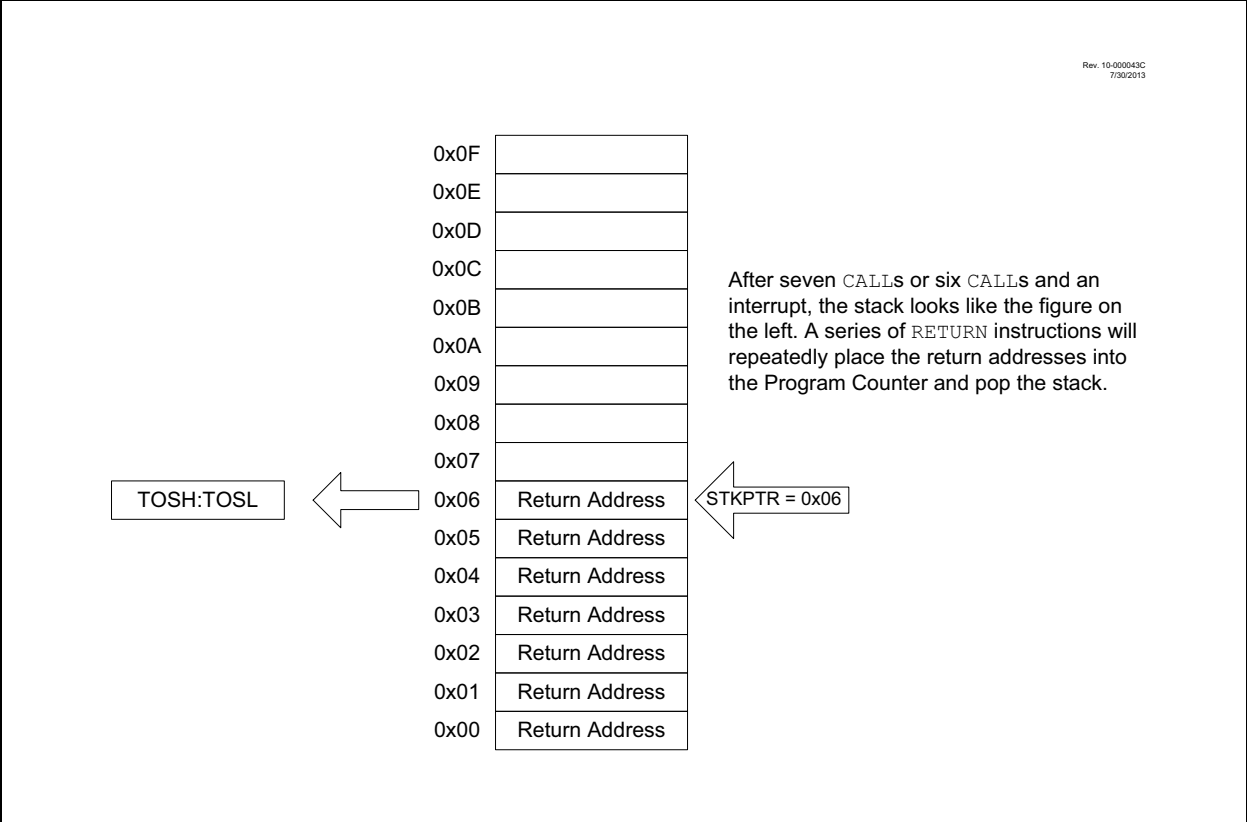 Rev. 10-000043C
7/30/2013
0x0F
0x0E
0x0D
0x0C
0x0B
0x0A
0x09
0x08
0x07
After seven CALLs or six CALLs and an
interrupt, the stack looks like the figure on
the left. A series of RETURN instructions will
repeatedly place the return addresses into
the Program Counter and pop the stack.
TOSH:TOSL
0x06 Return Address
STKPTR = 0x06
0x05 Return Address
0x04 Return Address
0x03 Return Address
0x02 Return Address
0x01 Return Address
0x00 Return Address